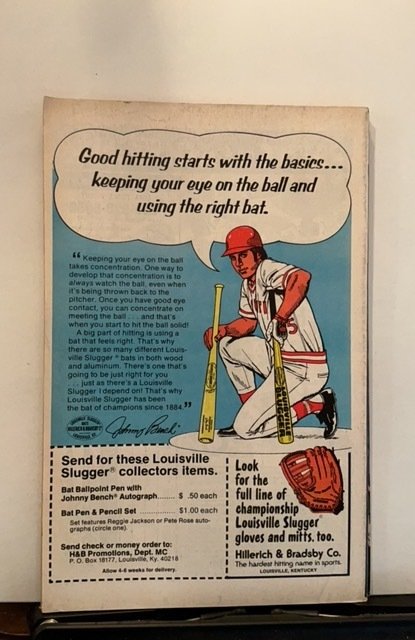 Good hitting starts with the basics...
keeping your eye on the ball and
using the right bat.
“Keeping your eye on the ball
takes concentration. One way to
develop that concentration is to
always watch the ball, even when
it's being thrown back to the
pitcher. Once you have good eye
contact, you can concentrate on
meeting the ball . . . and that's
when you start to hit the ball solid!
A big part of hitting is using a
bat that feels right. That's why
there are so many different Louis-
ville Slugger® bats in both wood
and aluminum. There's one that's
going to be just right for you
. . . just as there's a Louisville
Slugger I depend on! That's why
Louisville Slugger has been
the bat of champions since 1884.”
Johnny Bench
5
Send for these Louisville
Slugger® collectors items.
Bat Ballpoint Pen with
Johnny Bench® Autograph........ $ .50 each
Bat Pen & Pencil Set ............ $1.00 each
Set features Reggie Jackson or Pete Rose auto-
graphs (circle one).
Send check or money order to:
H&B Promotions, Dept. MC
P. O. Box 18177, Louisville, Ky. 40218
Allow 4-6 weeks for delivery.
Look
for the
full line of
championship
Louisville Slugger
gloves and mitts, too.
Hillerich & Bradsby Co.
The hardest hitting name in sports.
LOUISVILLE, KENTUCKY